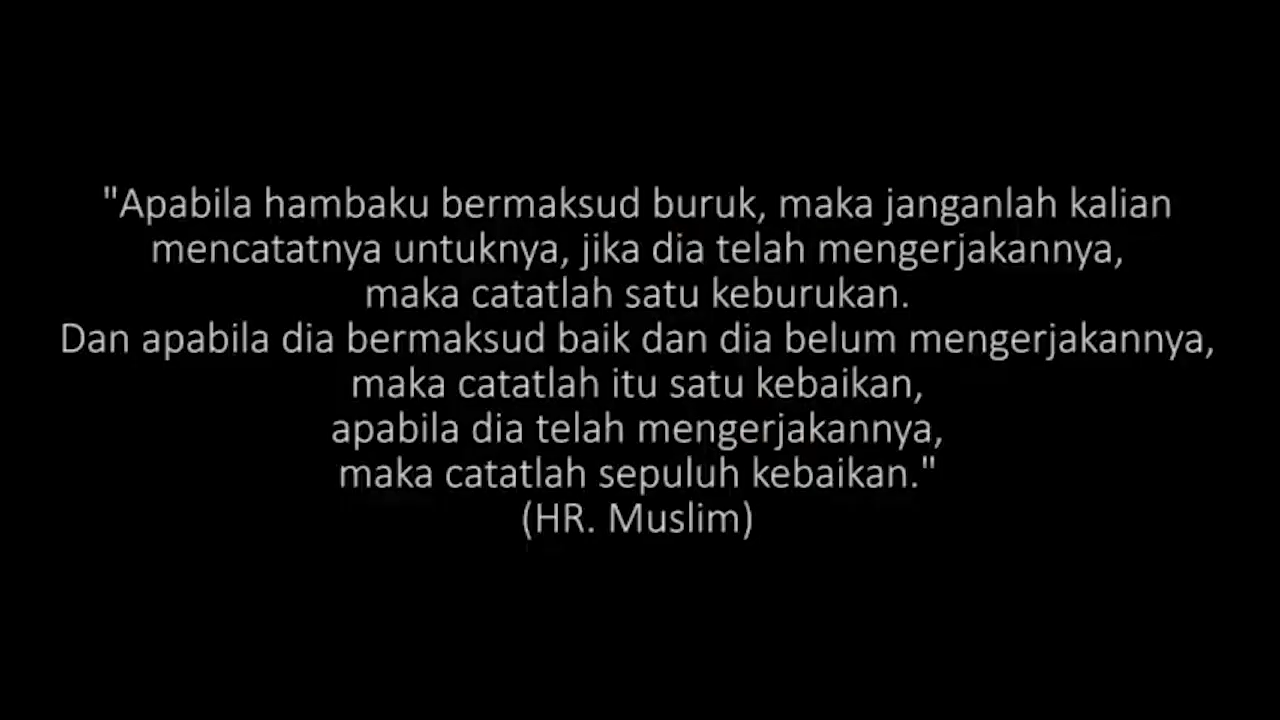 "Apabila hambaku bermaksud buruk, maka janganlah kalian
mencatatnya untuknya, jika dia telah mengerjakannya,
maka catatlah satu keburukan.
Dan apabila dia bermaksud baik dan dia belum mengerjakannya,
maka catatlah itu satu kebaikan,
apabila dia telah mengerjakannya,
maka catatlah sepuluh kebaikan."
(HR. Muslim)